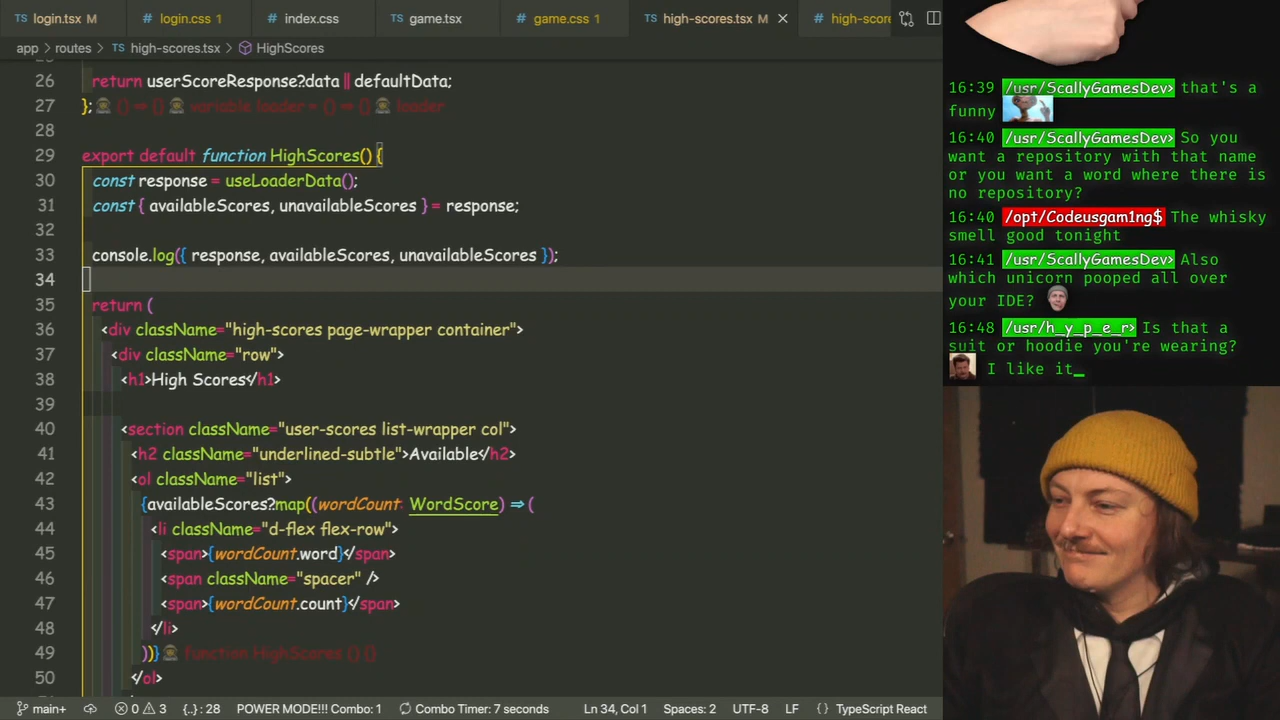 TS login.tsx M # login.css 1 # index.css TS game.tsx # game.css 1 TS high-scores.tsx M # high-score
app > routes > TS high-scores.tsx > HighScores
26 return userScoreResponse?.data || defaultData;
27 }; () => {} variable loader = () => {} loader
28
29 export default function HighScores() {
30 const response = useLoaderData();
31 const { availableScores, unavailableScores } = response;
32
33 console.log({ response, availableScores, unavailableScores });
34
35 return (
36 <div className="high-scores page-wrapper container">
37 <div className="row">
38 <h1>High Scores</h1>
39
40 <section className="user-scores list-wrapper col">
41 <h2 className="underlined-subtle">Available</h2>
42 <ol className="list">
43 {availableScores?.map((wordCount: WordScore) => (
44 <li className="d-flex flex-row">
45 <span>{wordCount.word}</span>
46 <span className="spacer" />
47 <span>{wordCount.count}</span>
48 </li>
49 ))} function HighScores () {}
50 </ol>
main+ 0 3 {..} : 28 POWER MODE!!! Combo: 1 Combo Timer: 7 seconds Ln 34, Col 1 Spaces: 2 UTF-8 LF {} TypeScript React
16:39 /usr/ScallyGamesDev> that's a
funny
16:40 /usr/ScallyGamesDev> So you
want a repository with that name
or you want a word where there is
no repository?
16:40 /opt/Codeusgam1ng$ The whisky
smell good tonight
16:41 /usr/ScallyGamesDev> Also
which unicorn pooped all over
your IDE?
16:48 /usr/h_y_p_e_r> Is that a
suit or hoodie you're wearing?
I like it_